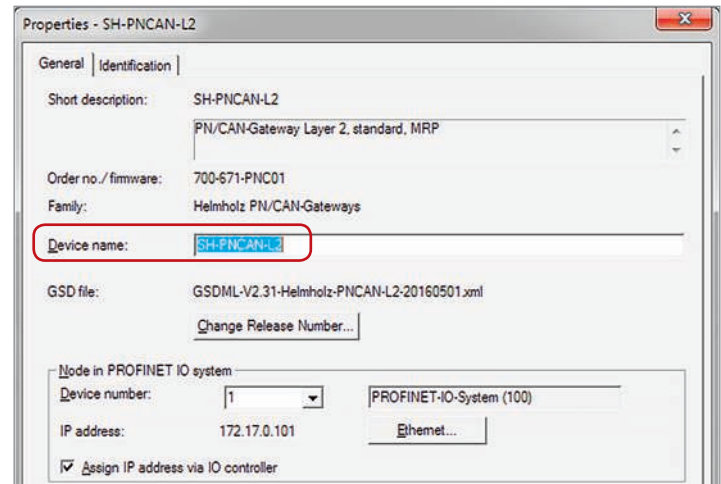 Properties - SH-PNCAN-L2
General Identification
Short description: SH-PNCAN-L2
PN/CAN-Gateway Layer 2, standard, MRP
Order no./ firmware: 700-671-PNC01
Family: Helmholz PN/CAN-Gateways
Device name: SH-PNCAN-L2
GSD file: GSDML-V2.31-Helmholz-PNCAN-L2-20160501.xml
Change Release Number...
Node in PROFINET IO system
Device number: 1 PROFINET-IO-System (100)
IP address: 172.17.0.101 Ethernet...
Assign IP address via IO controller